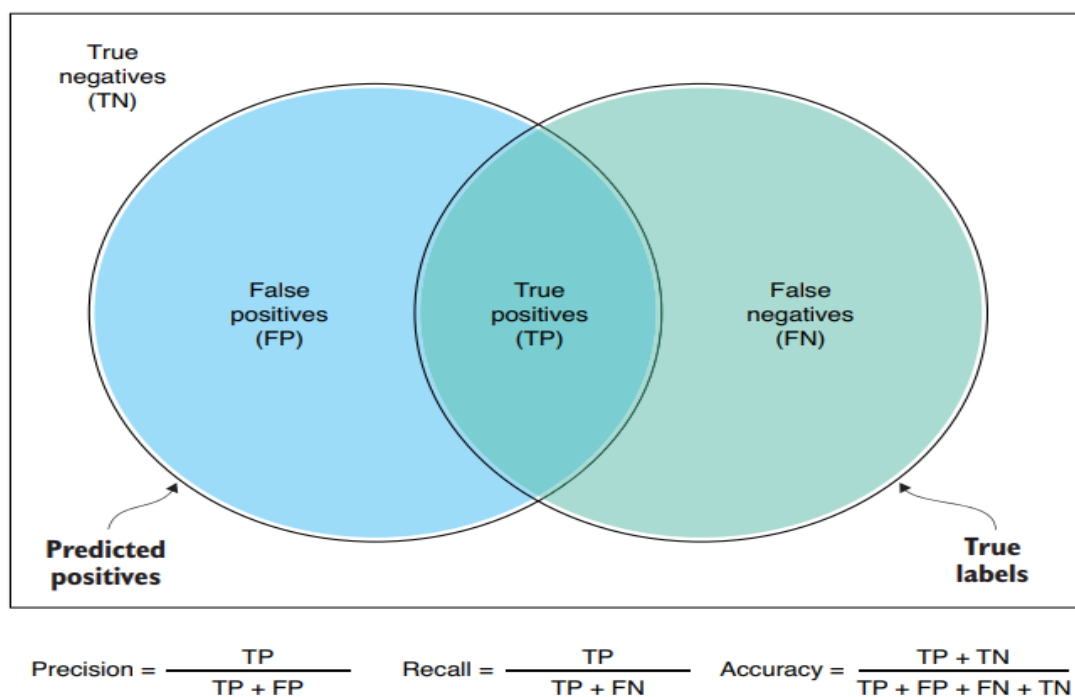 True
negatives
(TN)
False
positives
(FP)
True
positives
(TP)
False
negatives
(FN)
Predicted
positives
True
labels
Precision = TP / TP + FP
Recall = TP / TP + FN
Accuracy = TP + TN / TP + FP + FN + TN